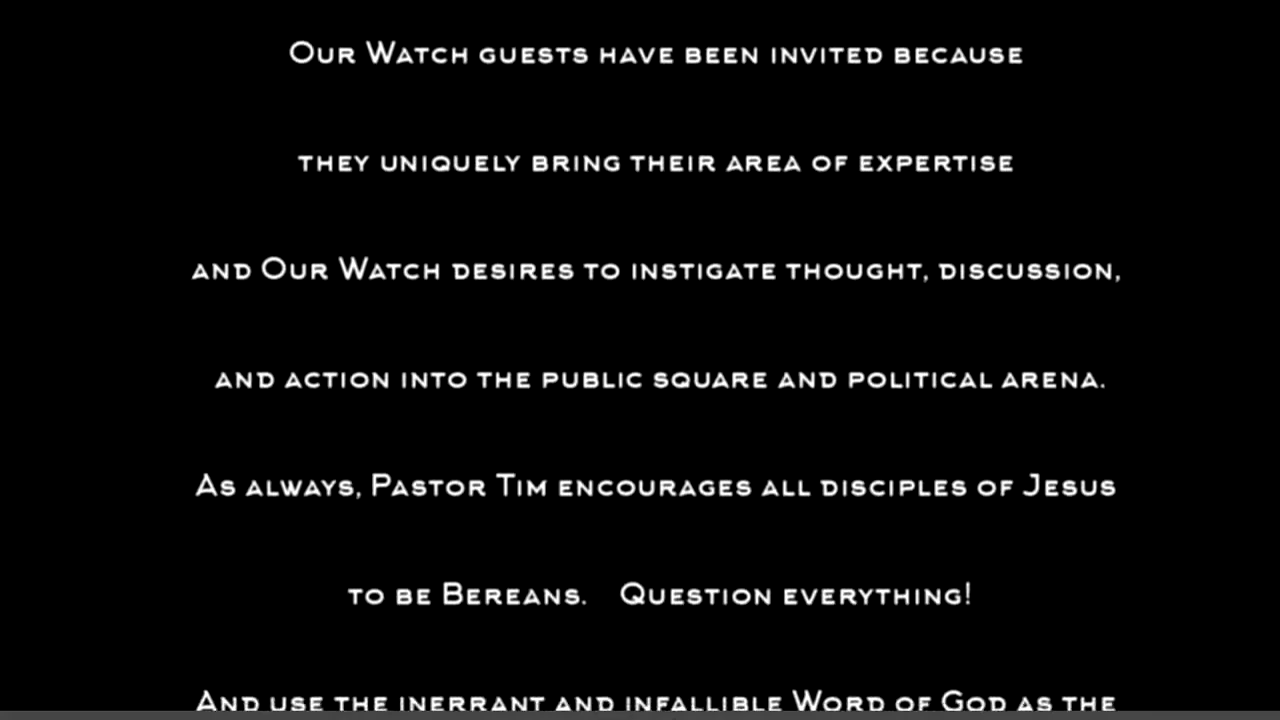 Our Watch guests have been invited because
they uniquely bring their area of expertise
and Our Watch desires to instigate thought, discussion,
and action into the public square and political arena.
As always, Pastor Tim encourages all disciples of Jesus
to be Bereans. Question everything!
And use the inerrant and infallible Word of God as the